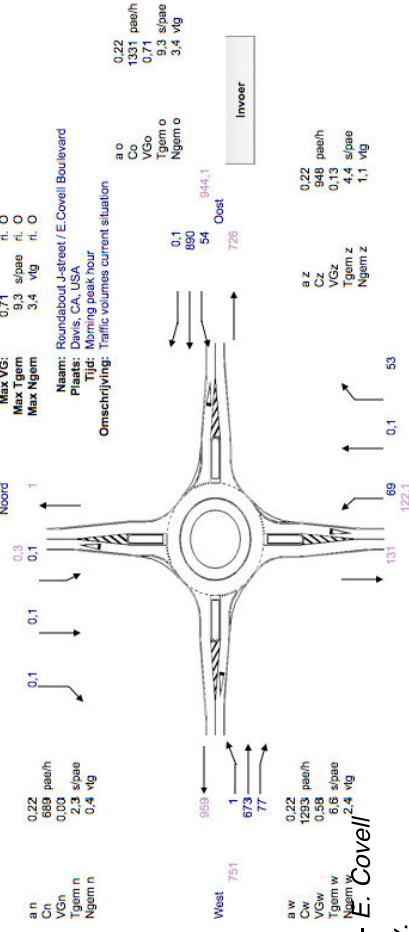 Max VG: 0,71 ri. O
Max Tgem 9,3 s/pae ri. O
Max Ngem 3,4 vtg ri. O
Naam: Roundabout J-street / E.Covell Boulevard
Plaats: Davis, CA, USA
Tijd: Morning peak hour
Omschrijving: Traffic volumes current situation
a n 0,22
Cn 689 pae/h
VGn 0,00
Tgem n 2,3 s/pae
Ngem n 0,4 vtg
0,1
0,1
0,1
0,3
Noord
1
a o 0,22
Co 1331 pae/h
VGo 0,71
Tgem o 9,3 s/pae
Ngem o 3,4 vtg
0,1
890
54
944,1
Oost
726
Invoer
959
West
751
1
673
77
a w 0,22
Cw 1293 pae/h
VGw 0,58
Tgem w 6,6 s/pae
Ngem w 2,4 vtg
131
69
0,1
53
122,1
a z 0,22
Cz 948 pae/h
VGz 0,13
Tgem z 4,4 s/pae
Ngem z 1,1 vtg
E. Covell
).